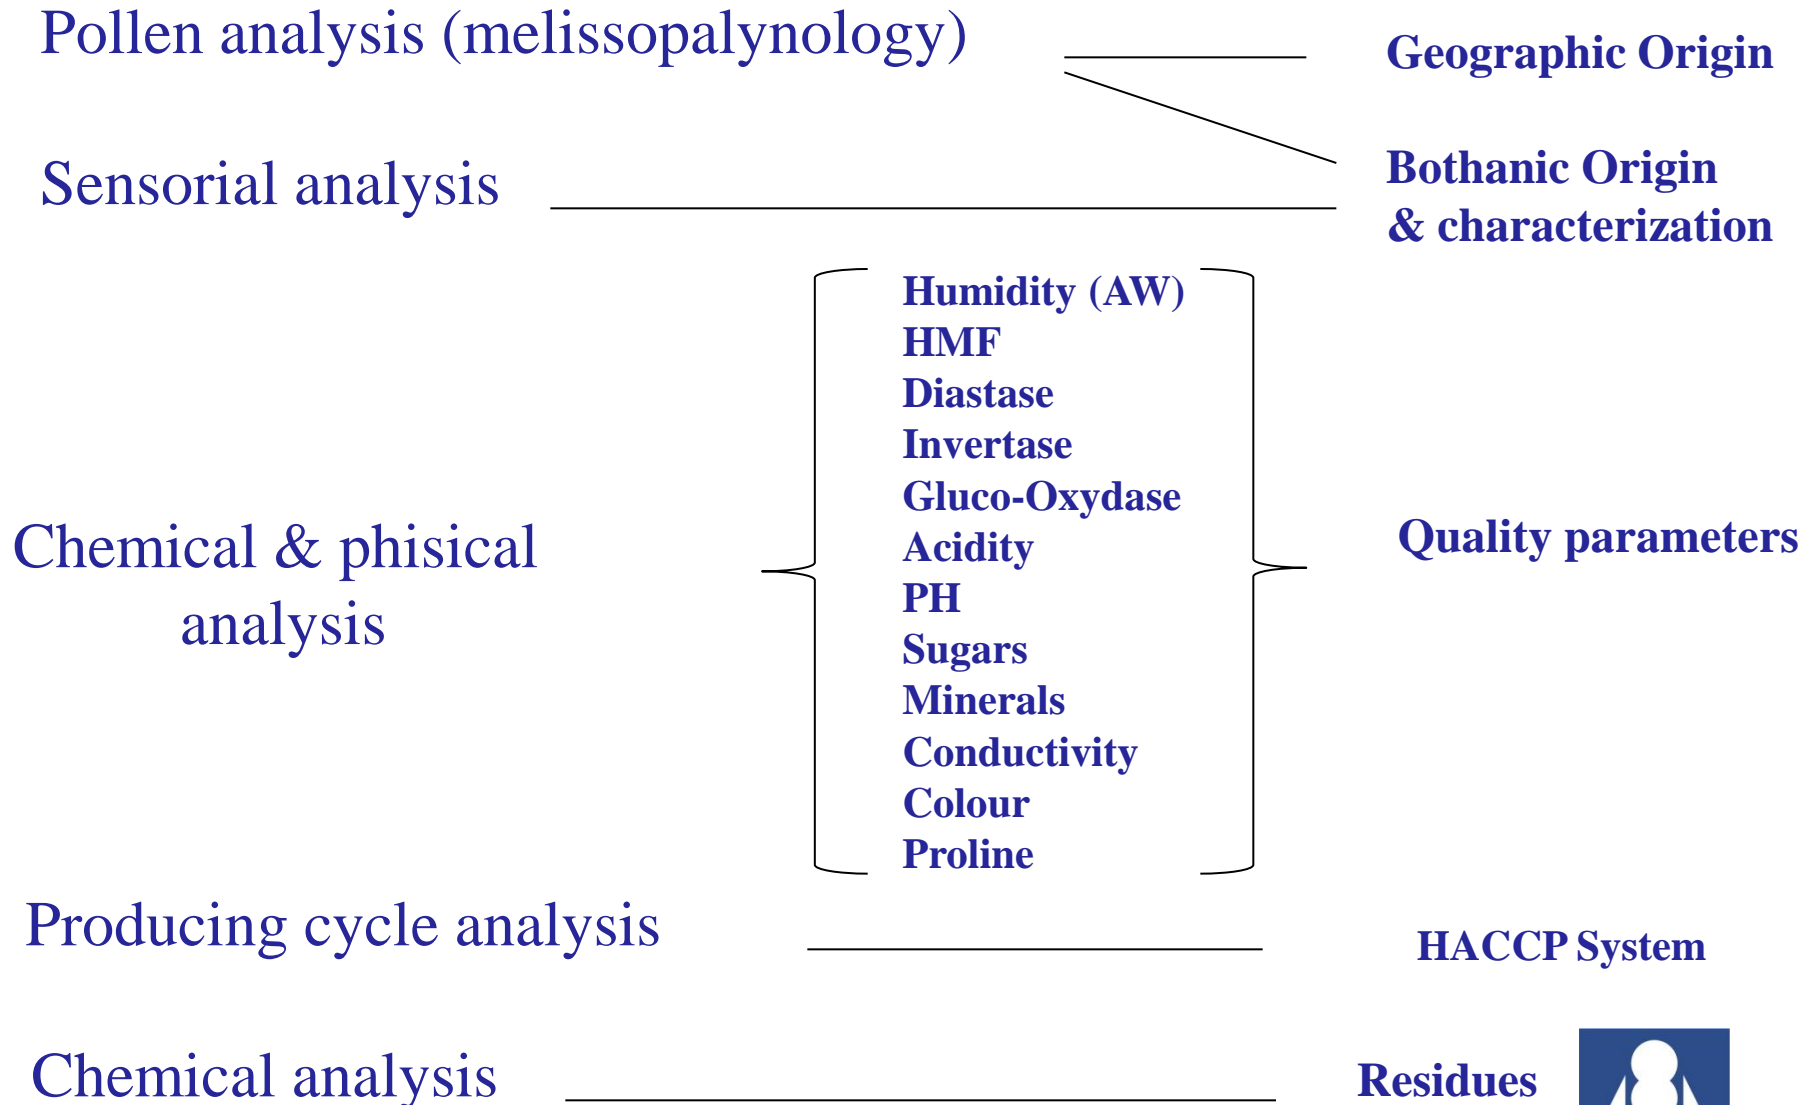 Pollen analysis (melissopalynology)
Geographic Origin
Sensorial analysis
Bothanic Origin
& characterization
Humidity (AW)
HMF
Diastase
Invertase
Gluco-Oxydase
Acidity
PH
Sugars
Minerals
Conductivity
Colour
Proline
Chemical & phisical
analysis
Quality parameters
Producing cycle analysis
HACCP System
Chemical analysis
Residues